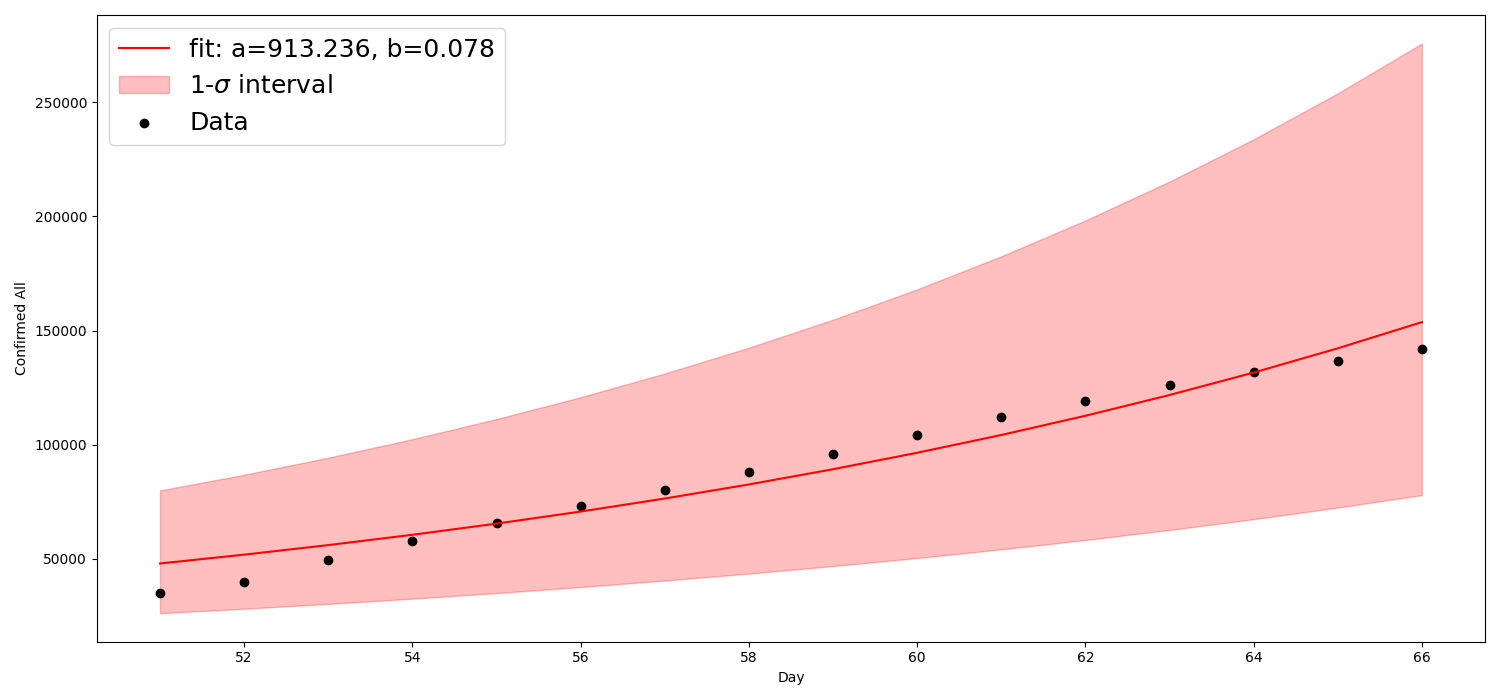 fit: a=913.236, b=0.078
1-σ interval
Data
250000
200000
150000
100000
50000
Confirmed All
52 54 56 58 60 62 64 66
Day